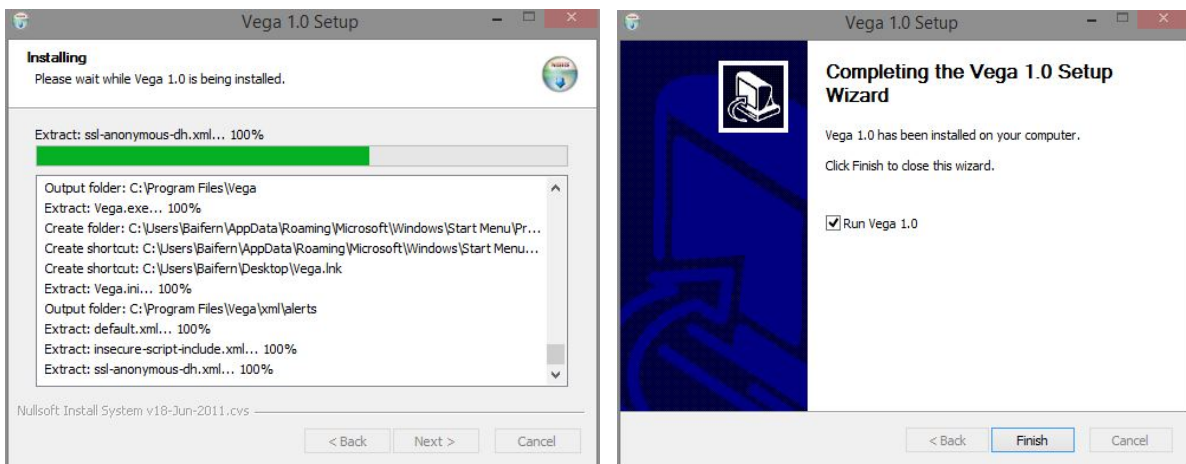 Vega 1.0 Setup
Installing
Please wait while Vega 1.0 is being installed.
Extract: ssl-anonymous-dh.xml... 100%
Output folder: C:\Program Files\Vega
Extract: Vega.exe... 100%
Create folder: C:\Users\Baifern\AppData\Roaming\Microsoft\Windows\Start Menu\Pr...
Create shortcut: C:\Users\Baifern\AppData\Roaming\Microsoft\Windows\Start Menu...
Create shortcut: C:\Users\Baifern\Desktop\Vega.lnk
Extract: Vega.ini... 100%
Output folder: C:\Program Files\Vega\xml\alerts
Extract: default.xml... 100%
Extract: insecure-script-include.xml... 100%
Extract: ssl-anonymous-dh.xml... 100%
Nullsoft Install System v18-Jun-2011.cvs
< Back Next > Cancel
Vega 1.0 Setup
Completing the Vega 1.0 Setup
Wizard
Vega 1.0 has been installed on your computer.
Click Finish to close this wizard.
Run Vega 1.0
< Back Finish Cancel